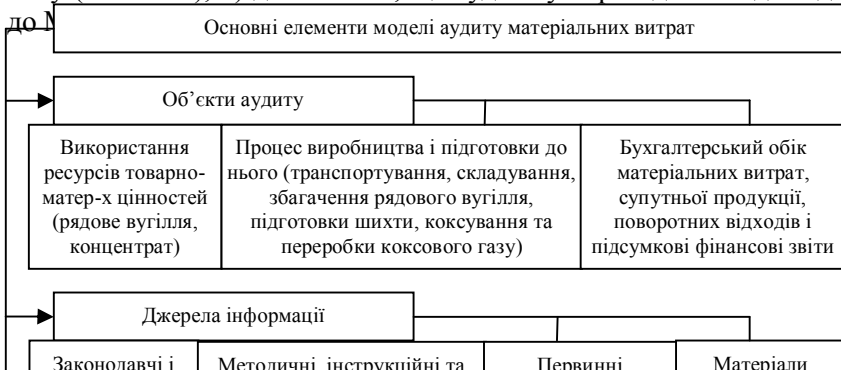 до
Основні елементи моделі аудиту матеріальних витрат
Об’єкти аудиту
Використання
ресурсів товарно-
матер-х цінностей
(рядове вугілля,
концентрат)
Процес виробництва і підготовки до
нього (транспортування, складування,
збагачення рядового вугілля,
підготовки шихти, коксування та
переробки коксового газу)
Бухгалтерський обік
матеріальних витрат,
супутньої продукції,
поворотних відходів і
підсумкові фінансові звіти
Джерела інформації
Законодавчі і
Методичні, інструкційні та
Первинні
Матеріали